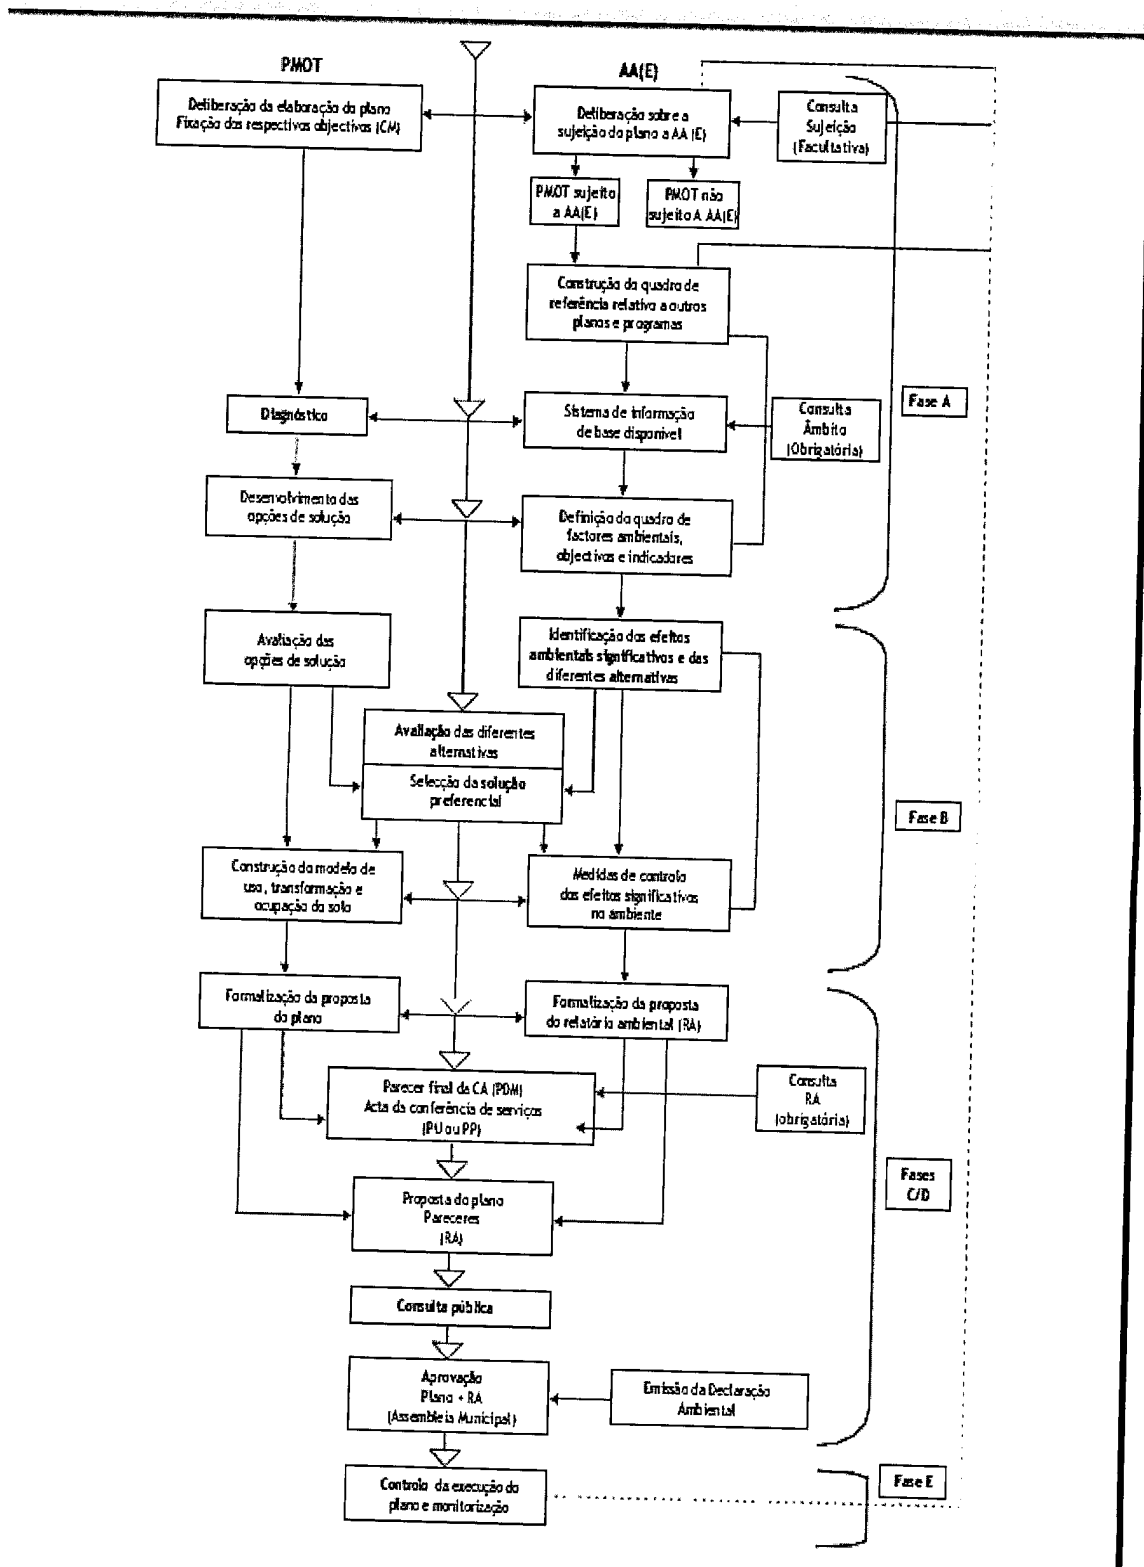 PMOT
AA(E)
Deliberação da elaboração do plano
Fixação dos respectivos objectivos (CM)
Deliberação sobre a
sujeição do plano a AA (E)
Consulta
Sujeição
(Facultativa)
PMOT sujeito
a AA(E)
PMOT não
sujeito A AA(E)
Construção do quadro de
referência relativo a outros
planos e programas
Fase A
Diagnóstico
Sistema de informação
de base disponível
Consulta
Âmbito
(Obrigatória)
Desenvolvimento das
opções de solução
Definição do quadro de
factores ambientais,
objectivos e indicadores
Avaliação das
opções de solução
Identificação dos efeitos
ambientais significativos e das
diferentes alternativas
Avaliação das diferentes
alternativas
Selecção da solução
preferencial
Fase B
Construção do modelo de
uso, transformação e
ocupação do solo
Medidas de controlo
dos efeitos significativos
no ambiente
Formalização da proposta
do plano
Formalização da proposta
do relatório ambiental (RA)
Parecer final da CA (PDM)
Acta da conferência de serviços
(PU ou PP)
Consulta
RA
(obrigatória)
Fases
C/D
Proposta do plano
Pareceres
(RA)
Consulta pública
Aprovação
Plano + RA
(Assembleia Municipal)
Emissão da Declaração
Ambiental
Fase E
Controlo da execução do
plano e monitorização